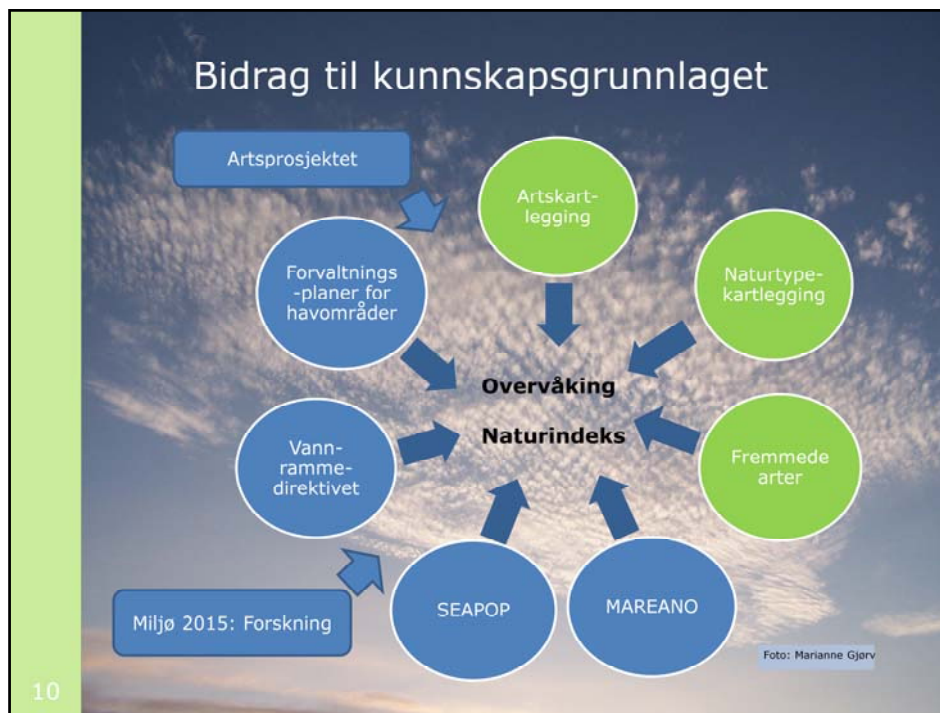 Bidrag til kunnskapsgrunnlaget
Artsprosjektet
Artskart-
legging
Forvaltnings
-planer for
havområder
Naturtype-
kartlegging
Overvåking
Naturindeks
Vann-
ramme-
direktivet
Fremmede
arter
SEAPOP
MAREANO
Miljø 2015: Forskning
Foto: Marianne Gjørv
10